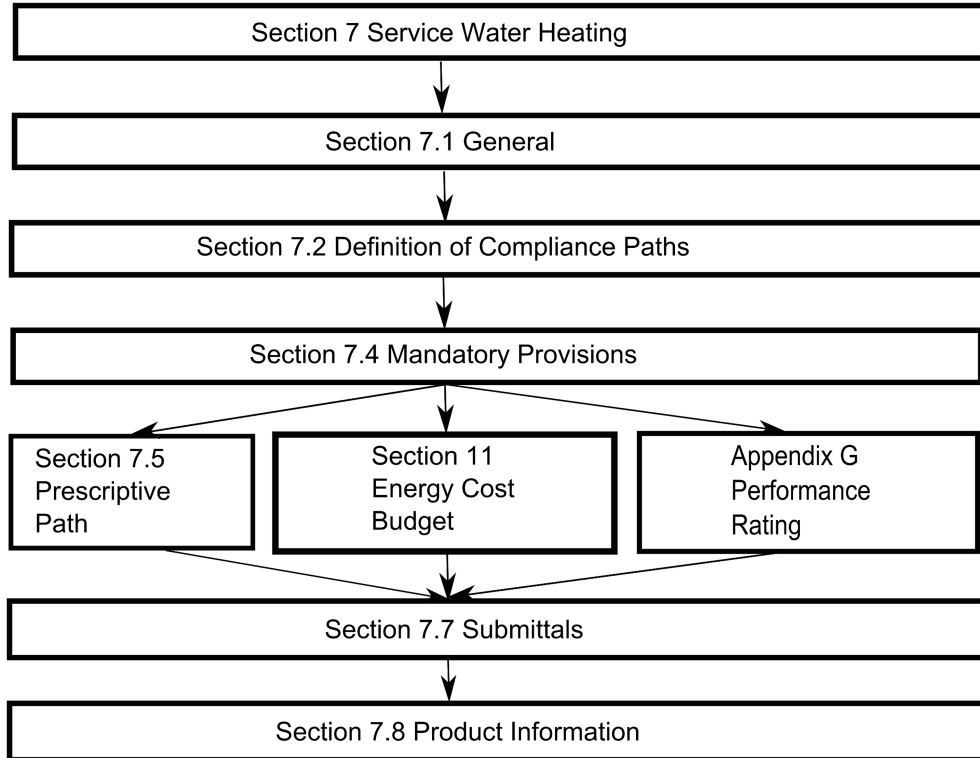 Section 7 Service Water Heating
Section 7.1 General
Section 7.2 Definition of Compliance Paths
Section 7.4 Mandatory Provisions
Section 7.5
Prescriptive
Path
Section 11
Energy Cost
Budget
Appendix G
Performance
Rating
Section 7.7 Submittals
Section 7.8 Product Information